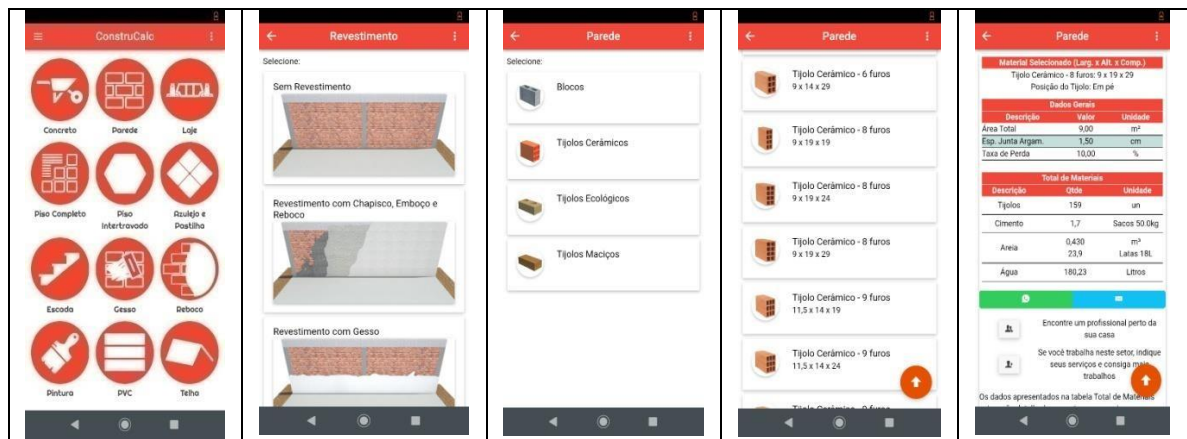 ConstruCalc
Concreto
Parede
Laje
Piso Completo
Piso
Intertravado
Azulejo e
Pastilha
Escada
Gesso
Reboco
Pintura
PVC
Telha
Revestimento
Selecione:
Sem Revestimento
Revestimento com Chapisco, Emboço e
Reboco
Revestimento com Gesso
Parede
Selecione:
Blocos
Tijolos Cerâmicos
Tijolos Ecológicos
Tijolos Maciços
Parede
Tijolo Cerâmico - 6 furos
9 x 14 x 29
Tijolo Cerâmico - 8 furos
9 x 19 x 19
Tijolo Cerâmico - 8 furos
9 x 19 x 24
Tijolo Cerâmico - 8 furos
9 x 19 x 29
Tijolo Cerâmico - 9 furos
11,5 x 14 x 19
Tijolo Cerâmico - 9 furos
11,5 x 14 x 24
Parede
Material Selecionado (Larg. x Alt. x Comp.)
Tijolo Cerâmico - 8 furos: 9 x 19 x 29
Posição do Tijolo: Em pé
Dados Gerais
Descrição Valor Unidade
Área Total 9,00 m²
Esp. Junta Argam. 1,50 cm
Taxa de Perda 10,00 %
Total de Materiais
Descrição Qtde Unidade
Tijolos 159 un
Cimento 1,7 Sacos 50.0kg
Areia 0,430 m³
23,9 Latas 18L
Água 180,23 Litros
Encontre um profissional perto da
sua casa
Se você trabalha neste setor, indique
seus serviços e consiga mais
trabalhos
Os dados apresentados na tabela Total de Materiais